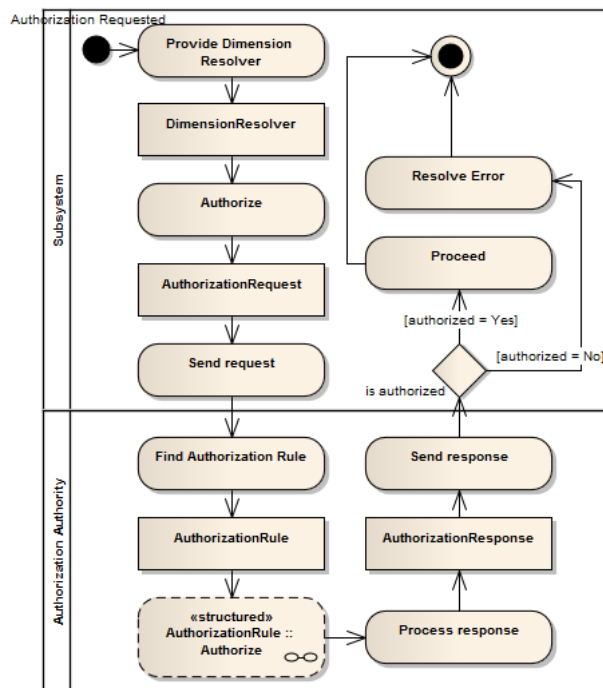 Authorization Requested
Subsystem
Provide Dimension
Resolver
DimensionResolver
Authorize
AuthorizationRequest
Send request
Resolve Error
Proceed
[authorized = Yes]
[authorized = No]
is authorized
Authorization Authority
Find Authorization Rule
AuthorizationRule
«structured»
AuthorizationRule ::
Authorize
Process response
AuthorizationResponse
Send response